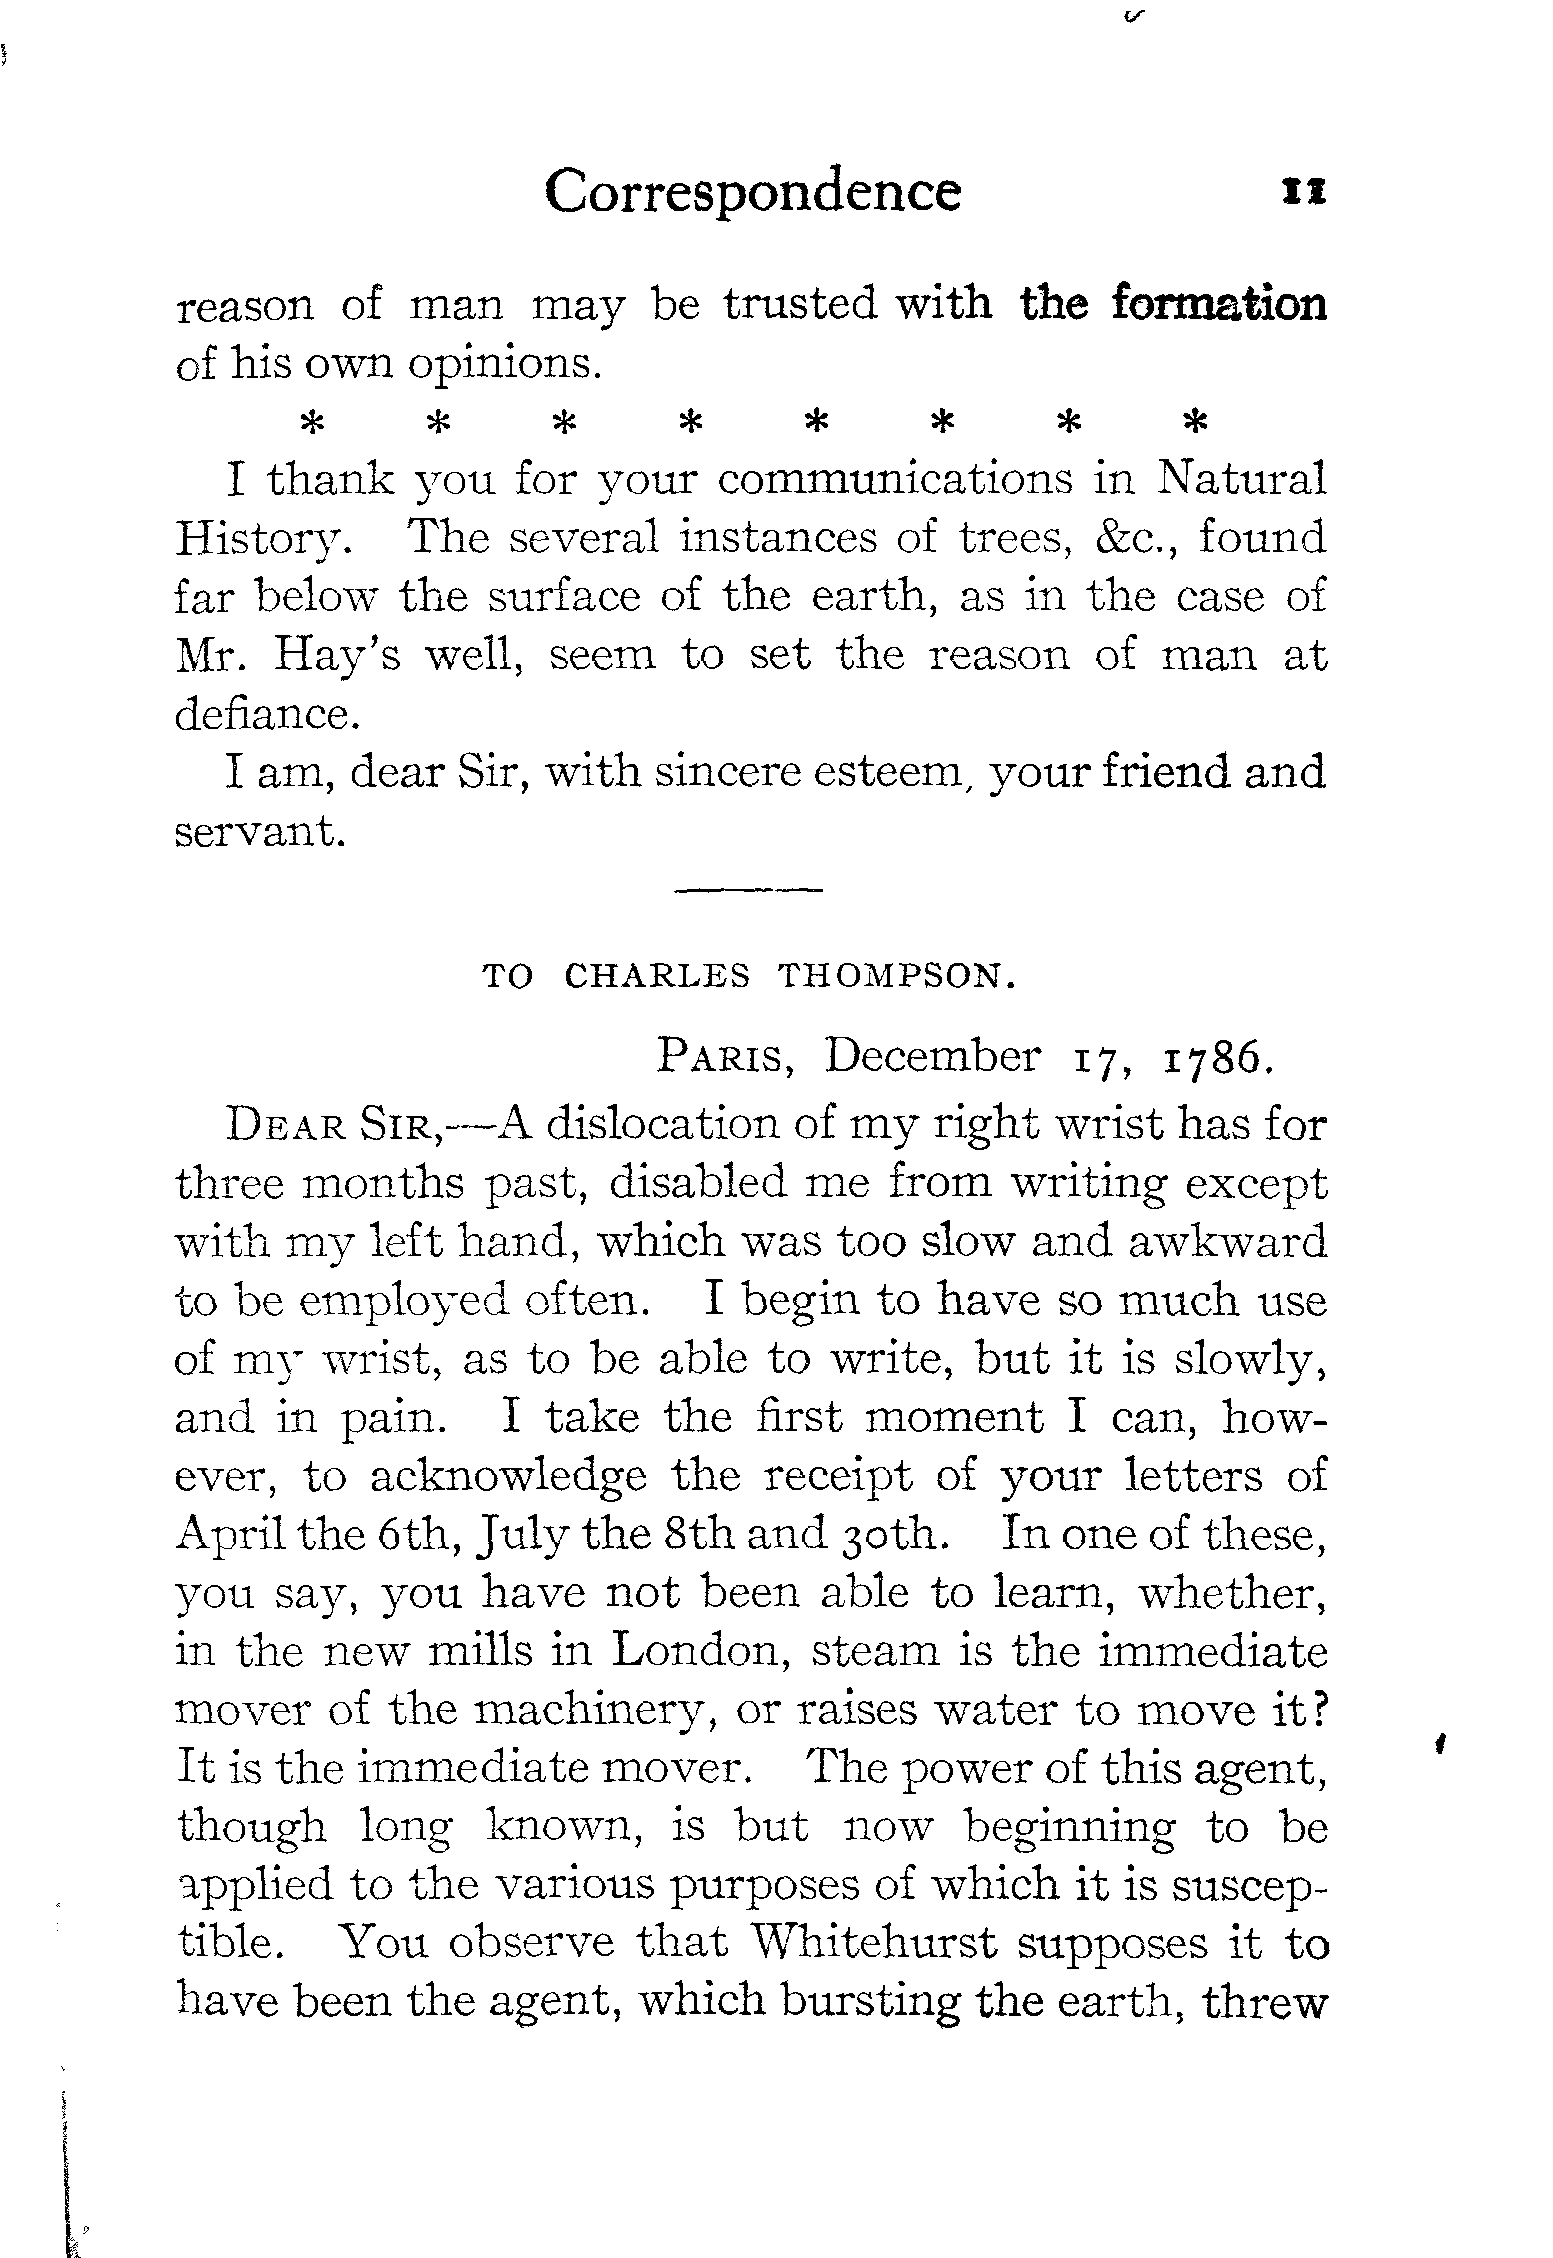 Correspondence 11
reason of man may be trusted with the formation
of his own opinions.
* * * * * * * *
I thank you for your communications in Natural
History. The several instances of trees, &c., found
far below the surface of the earth, as in the case of
Mr. Hay's well, seem to set the reason of man at
defiance.
I am, dear Sir, with sincere esteem, your friend and
servant.
TO CHARLES THOMPSON.
PARIS, December 17, 1786.
DEAR SIR,—A dislocation of my right wrist has for
three months past, disabled me from writing except
with my left hand, which was too slow and awkward
to be employed often. I begin to have so much use
of my wrist, as to be able to write, but it is slowly,
and in pain. I take the first moment I can, how-
ever, to acknowledge the receipt of your letters of
April the 6th, July the 8th and 30th. In one of these,
you say, you have not been able to learn, whether,
in the new mills in London, steam is the immediate
mover of the machinery, or raises water to move it?
It is the immediate mover. The power of this agent,
though long known, is but now beginning to be
applied to the various purposes of which it is suscep-
tible. You observe that Whitehurst supposes it to
have been the agent, which bursting the earth, threw